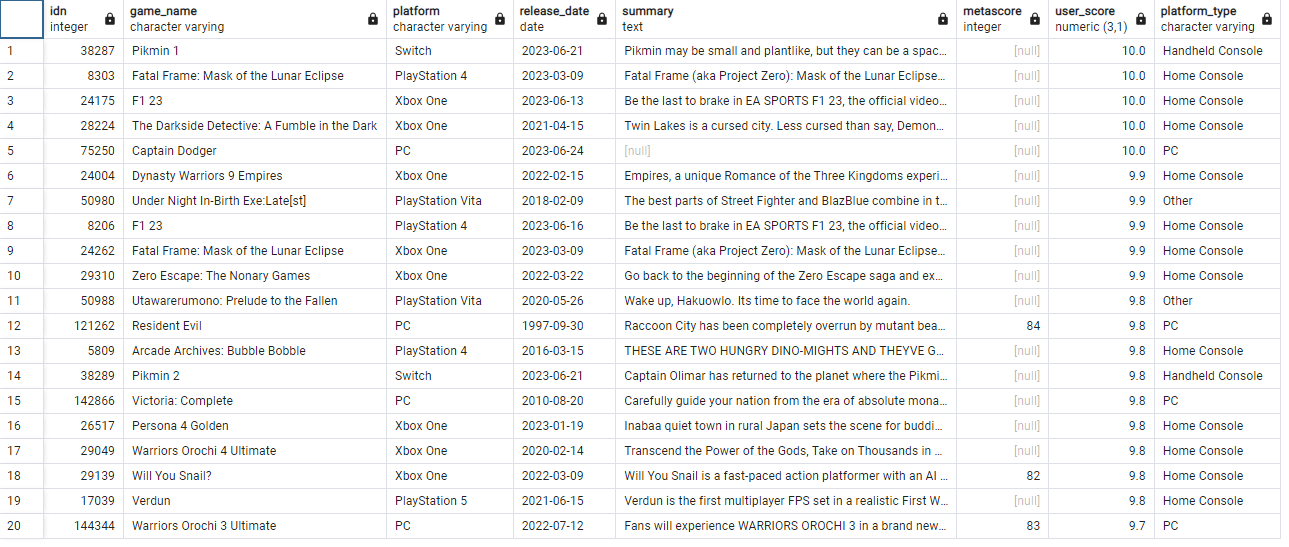 idn game_name platform release_date summary metascore user_score platform_type
integer character varying character varying date text integer numeric (3,1) character varying
1 38287 Pikmin 1 Switch 2023-06-21 Pikmin may be small and plantlike, but they can be a spac... [null] 10.0 Handheld Console
2 8303 Fatal Frame: Mask of the Lunar Eclipse PlayStation 4 2023-03-09 Fatal Frame (aka Project Zero): Mask of the Lunar Eclipse... [null] 10.0 Home Console
3 24175 F1 23 Xbox One 2023-06-13 Be the last to brake in EA SPORTS F1 23, the official video... [null] 10.0 Home Console
4 28224 The Darkside Detective: A Fumble in the Dark Xbox One 2021-04-15 Twin Lakes is a cursed city. Less cursed than say, Demon... [null] 10.0 Home Console
5 75250 Captain Dodger PC 2023-06-24 [null] [null] 10.0 PC
6 24004 Dynasty Warriors 9 Empires Xbox One 2022-02-15 Empires, a unique Romance of the Three Kingdoms experi... [null] 9.9 Home Console
7 50980 Under Night In-Birth Exe:Late[st] PlayStation Vita 2018-02-09 The best parts of Street Fighter and BlazBlue combine in t... [null] 9.9 Other
8 8206 F1 23 PlayStation 4 2023-06-16 Be the last to brake in EA SPORTS F1 23, the official video... [null] 9.9 Home Console
9 24262 Fatal Frame: Mask of the Lunar Eclipse Xbox One 2023-03-09 Fatal Frame (aka Project Zero): Mask of the Lunar Eclipse... [null] 9.9 Home Console
10 29310 Zero Escape: The Nonary Games Xbox One 2022-03-22 Go back to the beginning of the Zero Escape saga and ex... [null] 9.9 Home Console
11 50988 Utawarerumono: Prelude to the Fallen PlayStation Vita 2020-05-26 Wake up, Hakuowlo. Its time to face the world again. [null] 9.8 Other
12 121262 Resident Evil PC 1997-09-30 Raccoon City has been completely overrun by mutant bea... 84 9.8 PC
13 5809 Arcade Archives: Bubble Bobble PlayStation 4 2016-03-15 THESE ARE TWO HUNGRY DINO-MIGHTS AND THEYVE G... [null] 9.8 Home Console
14 38289 Pikmin 2 Switch 2023-06-21 Captain Olimar has returned to the planet where the Pikmi... [null] 9.8 Handheld Console
15 142866 Victoria: Complete PC 2010-08-20 Carefully guide your nation from the era of absolute mona... [null] 9.8 PC
16 26517 Persona 4 Golden Xbox One 2023-01-19 Inabaa quiet town in rural Japan sets the scene for buddi... [null] 9.8 Home Console
17 29049 Warriors Orochi 4 Ultimate Xbox One 2020-02-14 Transcend the Power of the Gods, Take on Thousands in ... [null] 9.8 Home Console
18 29139 Will You Snail? Xbox One 2022-03-09 Will You Snail is a fast-paced action platformer with an AI ... 82 9.8 Home Console
19 17039 Verdun PlayStation 5 2021-06-15 Verdun is the first multiplayer FPS set in a realistic First W... [null] 9.8 Home Console
20 144344 Warriors Orochi 3 Ultimate PC 2022-07-12 Fans will experience WARRIORS OROCHI 3 in a brand new... 83 9.7 PC